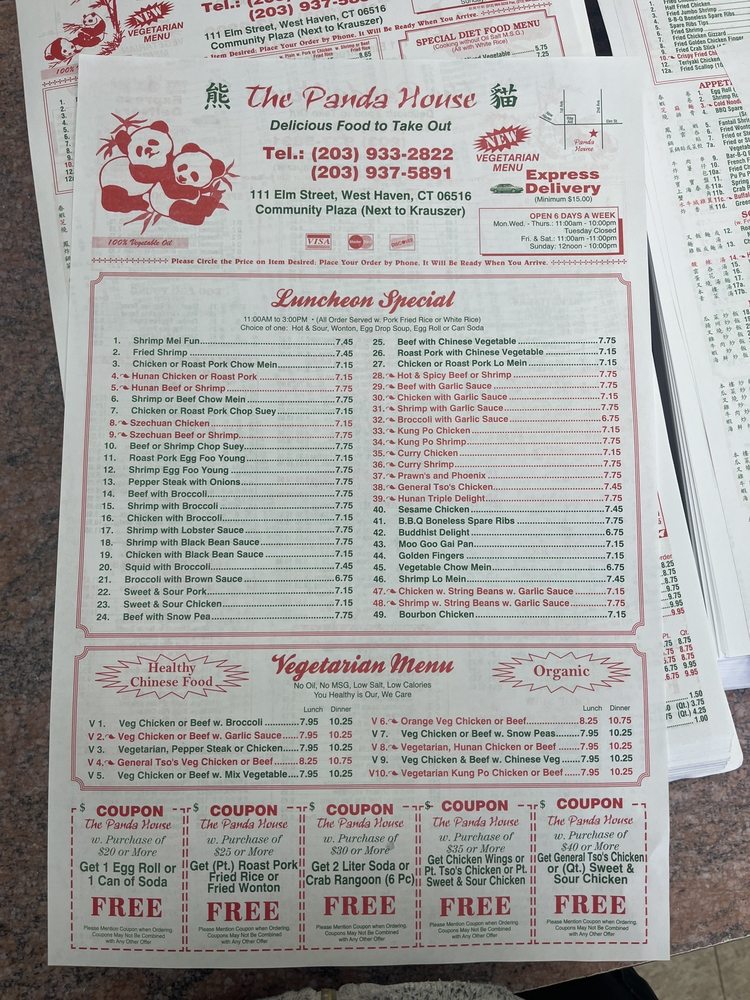 熊 The Panda House 貓
Delicious Food to Take Out
Tel.: (203) 933-2822
(203) 937-5891
111 Elm Street, West Haven, CT 06516
Community Plaza (Next to Krauszer)
NEW
VEGETARIAN
MENU
Panda
House
Express
Delivery
(Minimum $15.00)
OPEN 6 DAYS A WEEK
Mon.Wed. - Thurs.: 11:00am - 10:00pm
Tuesday Closed
Fri. & Sat.: 11:00am -11:00pm
Sunday: 12noon - 10:00pm
100% Vegetable Oil
VISA
MasterCard
DISCOVER
Please Circle the Price on Item Desired. Place Your Order by Phone. It Will Be Ready When You Arrive.
Luncheon Special
11:00AM to 3:00PM • (All Order Served w. Pork Fried Rice or White Rice)
Choice of one: Hot & Sour, Wonton, Egg Drop Soup, Egg Roll or Can Soda
1. Shrimp Mei Fun 7.45
2. Fried Shrimp 7.45
3. Chicken or Roast Pork Chow Mein 7.15
4. Hunan Chicken or Roast Pork 7.15
5. Hunan Beef or Shrimp 7.75
6. Shrimp or Beef Chow Mein 7.75
7. Chicken or Roast Pork Chop Suey 7.15
8. Szechuan Chicken 7.15
9. Szechuan Beef or Shrimp 7.75
10. Beef or Shrimp Chop Suey 7.75
11. Roast Pork Egg Foo Young 7.15
12. Shrimp Egg Foo Young 7.75
13. Pepper Steak with Onions 7.75
14. Beef with Broccoli 7.75
15. Shrimp with Broccoli 7.75
16. Chicken with Broccoli 7.15
17. Shrimp with Lobster Sauce 7.75
18. Shrimp with Black Bean Sauce 7.75
19. Chicken with Black Bean Sauce 7.15
20. Squid with Broccoli 7.45
21. Broccoli with Brown Sauce 6.75
22. Sweet & Sour Pork 7.15
23. Sweet & Sour Chicken 7.15
24. Beef with Snow Pea 7.75
25. Beef with Chinese Vegetable 7.75
26. Roast Pork with Chinese Vegetable 7.15
27. Chicken or Roast Pork Lo Mein 7.15
28. Hot & Spicy Beef or Shrimp 7.75
29. Beef with Garlic Sauce 7.75
30. Chicken with Garlic Sauce 7.15
31. Shrimp with Garlic Sauce 7.75
32. Broccoli with Garlic Sauce 6.75
33. Kung Po Chicken 7.15
34. Kung Po Shrimp 7.75
35. Curry Chicken 7.15
36. Curry Shrimp 7.75
37. Prawn's and Phoenix 7.75
38. General Tso's Chicken 7.45
39. Hunan Triple Delight 7.75
40. Sesame Chicken 7.45
41. B.B.Q Boneless Spare Ribs 7.75
42. Buddhist Delight 6.75
43. Moo Goo Gai Pan 7.15
44. Golden Fingers 7.15
45. Vegetable Chow Mein 6.75
46. Shrimp Lo Mein 7.45
47. Chicken w. String Beans w. Garlic Sauce 7.15
48. Shrimp w. String Beans w. Garlic Sauce 7.75
49. Bourbon Chicken 7.15
Healthy
Chinese Food
Vegetarian Menu
Organic
No Oil, No MSG, Low Salt, Low Calories
You Healthy is Our, We Care
Lunch Dinner
V 1. Veg Chicken or Beef w. Broccoli 7.95 10.25
V 2. Veg Chicken or Beef w. Garlic Sauce 7.95 10.25
V 3. Vegetarian, Pepper Steak or Chicken 7.95 10.25
V 4. General Tso's Veg Chicken or Beef 8.25 10.75
V 5. Veg Chicken or Beef w. Mix Vegetable 7.95 10.25
Lunch Dinner
V 6. Orange Veg Chicken or Beef 8.25 10.75
V 7. Veg Chicken or Beef w. Snow Peas 7.95 10.25
V 8. Vegetarian, Hunan Chicken or Beef 7.95 10.25
V 9. Veg Chicken & Beef w. Chinese Veg 7.95 10.25
V10. Vegetarian Kung Po Chicken or Beef 7.95 10.25
$ COUPON
The Panda House
w. Purchase of
$20 or More
Get 1 Egg Roll or
1 Can of Soda
FREE
Please Mention Coupon when Ordering.
Coupons May Not Be Combined
with Any Other Offer
$ COUPON
The Panda House
w. Purchase of
$25 or More
Get (Pt.) Roast Pork
Fried Rice or
Fried Wonton
FREE
Please Mention Coupon when Ordering.
Coupons May Not Be Combined
with Any Other Offer
$ COUPON
The Panda House
w. Purchase of
$30 or More
Get 2 Liter Soda or
Crab Rangoon (6 Pc)
FREE
Please Mention Coupon when Ordering.
Coupons May Not Be Combined
with Any Other Offer
$ COUPON
The Panda House
w. Purchase of
$35 or More
Get Chicken Wings or
Pt. Tso's Chicken or Pt.
Sweet & Sour Chicken
FREE
Please Mention Coupon when Ordering.
Coupons May Not Be Combined
with Any Other Offer
$ COUPON
The Panda House
w. Purchase of
$40 or More
Get General Tso's Chicken
or (Qt.) Sweet &
Sour Chicken
FREE
Please Mention Coupon when Ordering.
Coupons May Not Be Combined
with Any Other Offer
NEW
VEGETARIAN
MENU
111 Elm Street, West Haven, CT 06516
Community Plaza (Next to Krauszer)
SPECIAL DIET FOOD MENU
(Cooking without Oil Salt M.S.G.)
(All with White Rice)